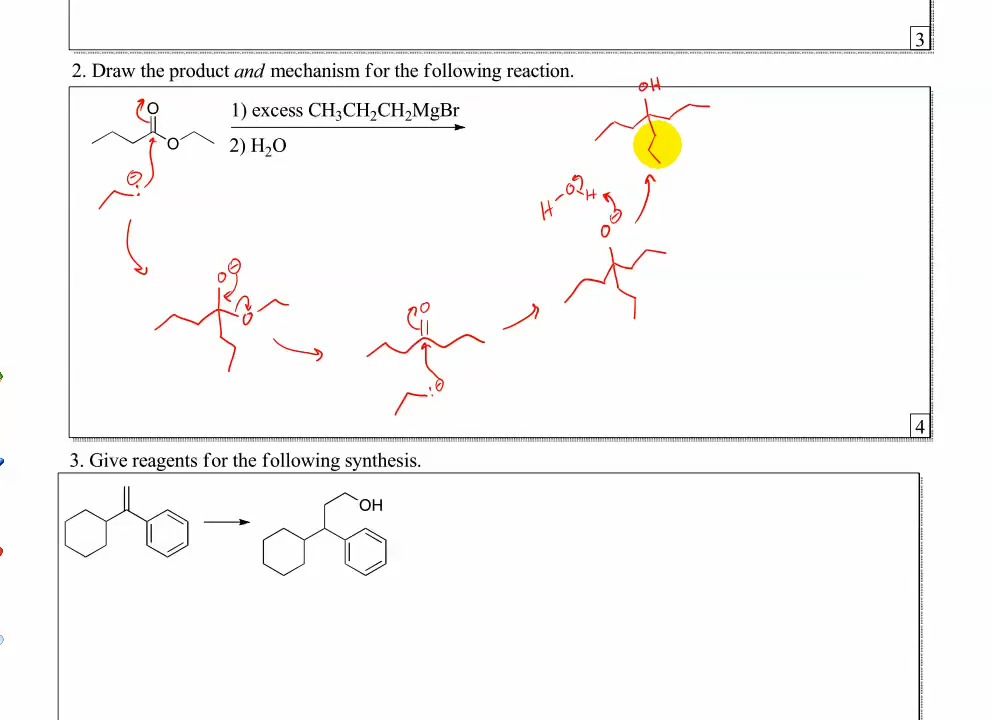 3
2. Draw the product and mechanism for the following reaction.
OH
O
O
1) excess CH₃CH₂CH₂MgBr
2) H₂O
⊖
:
H-O
H
⊖
O
O ⊖
O
O
: ⊖
4
3. Give reagents for the following synthesis.
OH